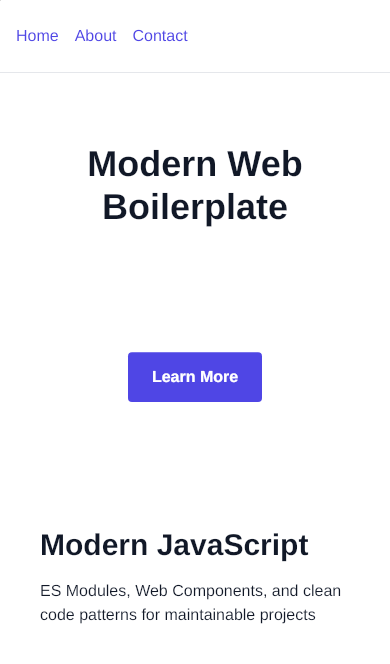 Home About Contact
Modern Web
Boilerplate
Learn More
Modern JavaScript
ES Modules, Web Components, and clean
code patterns for maintainable projects